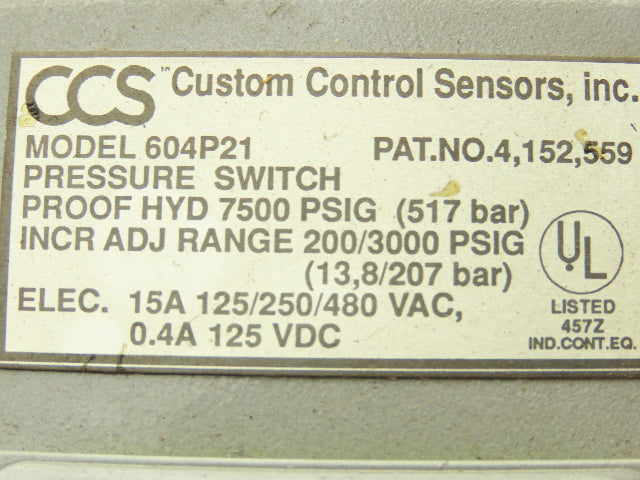 CCS™ Custom Control Sensors, inc.
MODEL 604P21 PAT.NO.4,152,559
PRESSURE SWITCH
PROOF HYD 7500 PSIG (517 bar)
INCR ADJ RANGE 200/3000 PSIG
(13,8/207 bar)
ELEC. 15A 125/250/480 VAC,
0.4A 125 VDC
UL
LISTED
457Z
IND.CONT.EQ.